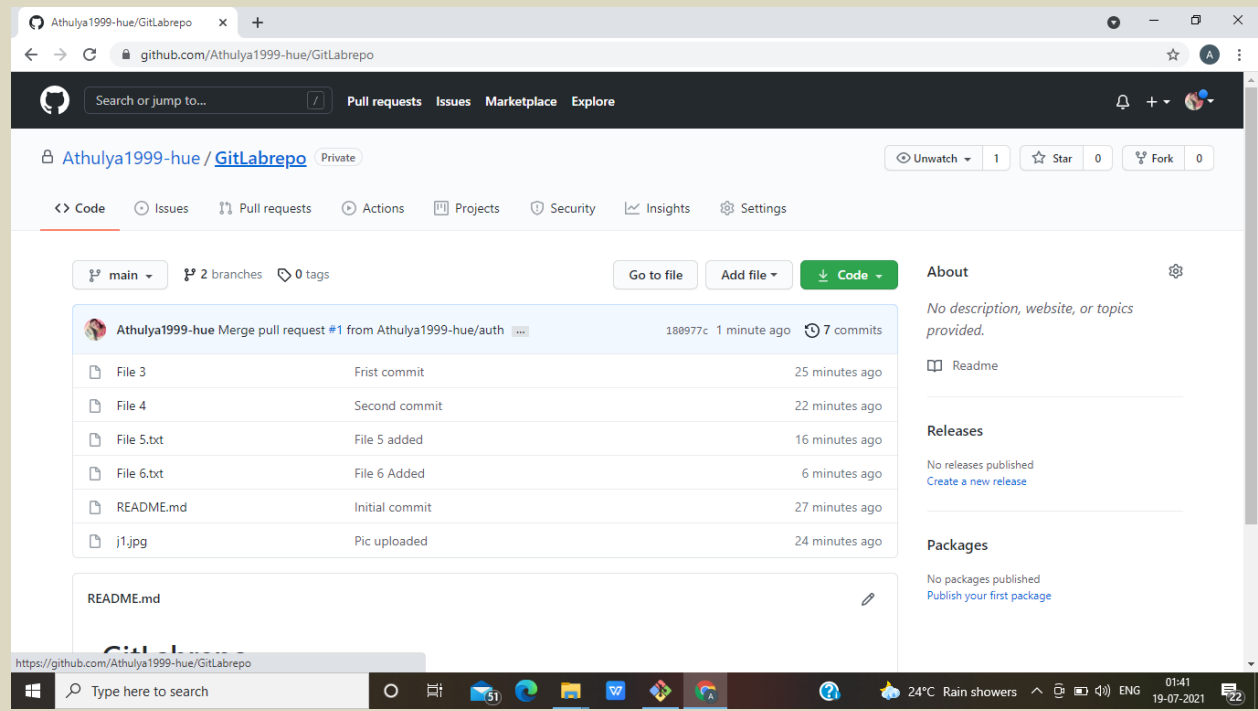 Athulya1999-hue/GitLabrepo
github.com/Athulya1999-hue/GitLabrepo
A
Search or jump to... / Pull requests Issues Marketplace Explore
Athulya1999-hue / GitLabrepo Private
Unwatch 1 Star 0 Fork 0
<> Code Issues Pull requests Actions Projects Security Insights Settings
main 2 branches 0 tags Go to file Add file Code
Athulya1999-hue Merge pull request #1 from Athulya1999-hue/auth ... 180977c 1 minute ago 7 commits
File 3 Frist commit 25 minutes ago
File 4 Second commit 22 minutes ago
File 5.txt File 5 added 16 minutes ago
File 6.txt File 6 Added 6 minutes ago
README.md Initial commit 27 minutes ago
j1.jpg Pic uploaded 24 minutes ago
README.md
GitLabrepo
About
No description, website, or topics
provided.
Readme
Releases
No releases published
Create a new release
Packages
No packages published
Publish your first package
https://github.com/Athulya1999-hue/GitLabrepo
Type here to search
51
W
A
24°C Rain showers
ENG
01:41
19-07-2021
22